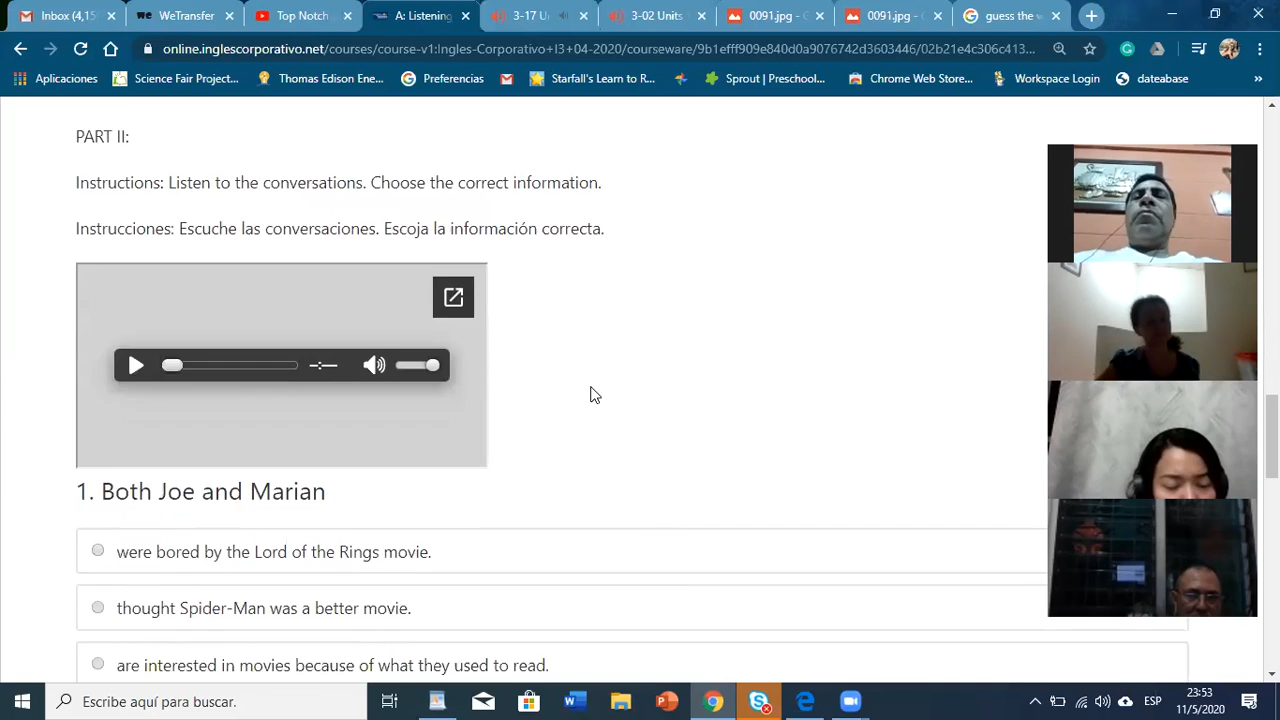 Inbox (4,15
WeTransfer
Top Notch
A: Listening
3-17 U
3-02 Units
0091.jpg - G
0091.jpg - G
guess the w
online.inglescorporativo.net/courses/course-v1:Ingles-Corporativo+I3+04-2020/courseware/9b1efff909e840d0a9076742d3603446/02b21e4c306c413...
Aplicaciones
Science Fair Project...
Thomas Edison Ene...
Preferencias
Starfall's Learn to R...
Sprout | Preschool...
Chrome Web Store...
Workspace Login
dateabase
»
PART II:
Instructions: Listen to the conversations. Choose the correct information.
Instrucciones: Escuche las conversaciones. Escoja la información correcta.
1. Both Joe and Marian
were bored by the Lord of the Rings movie.
thought Spider-Man was a better movie.
are interested in movies because of what they used to read.
Escribe aquí para buscar.
ESP
23:53
11/5/2020